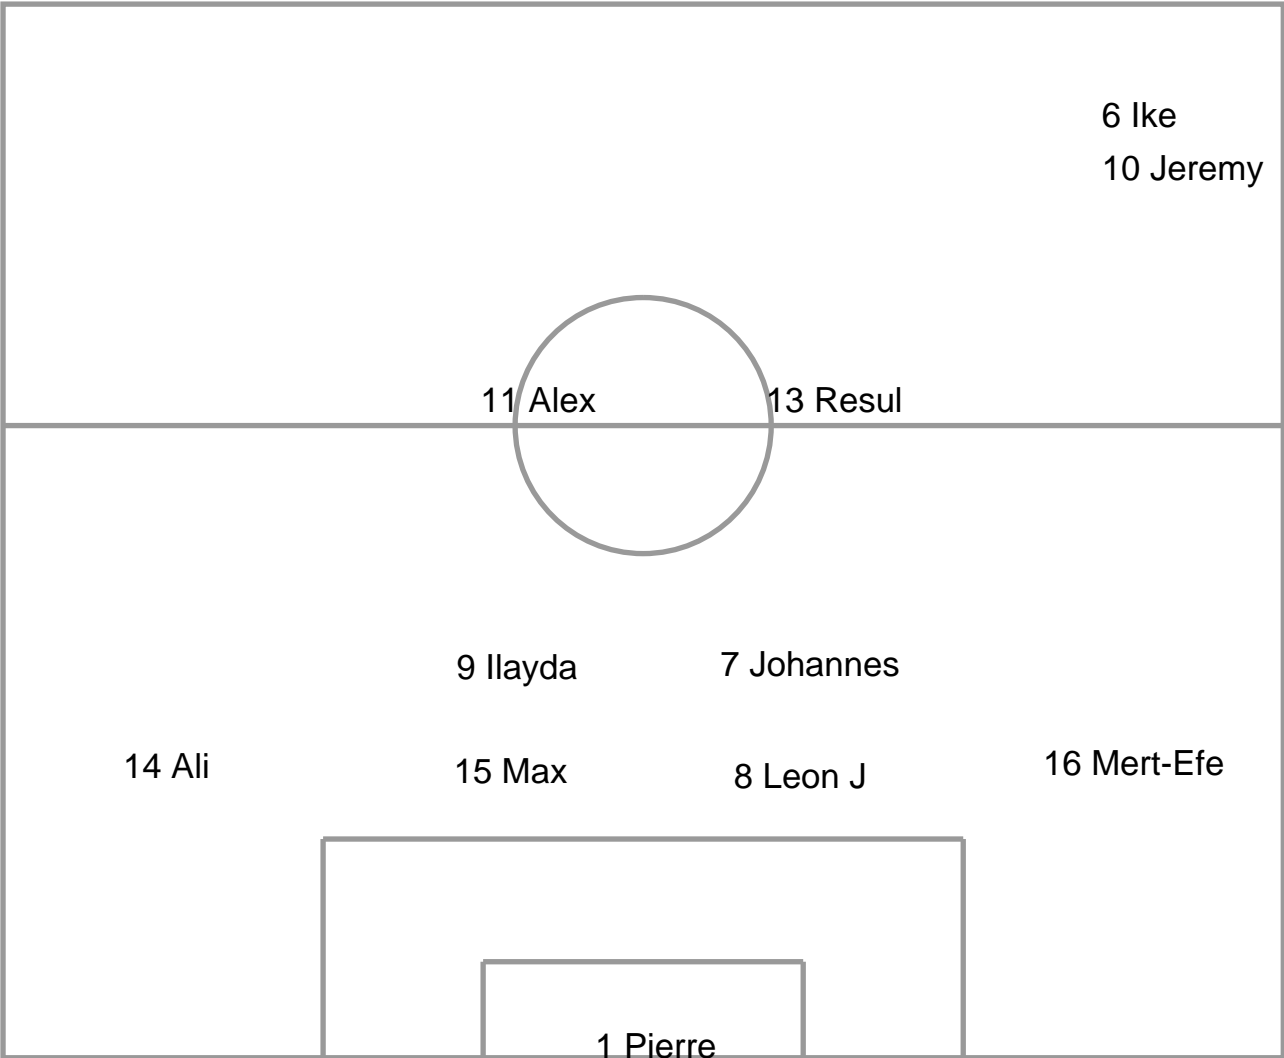 6 Ike
10 Jeremy
11 Alex
13 Resul
9 Ilayda
7 Johannes
14 Ali
15 Max
8 Leon J
16 Mert-Efe
1 Pierre